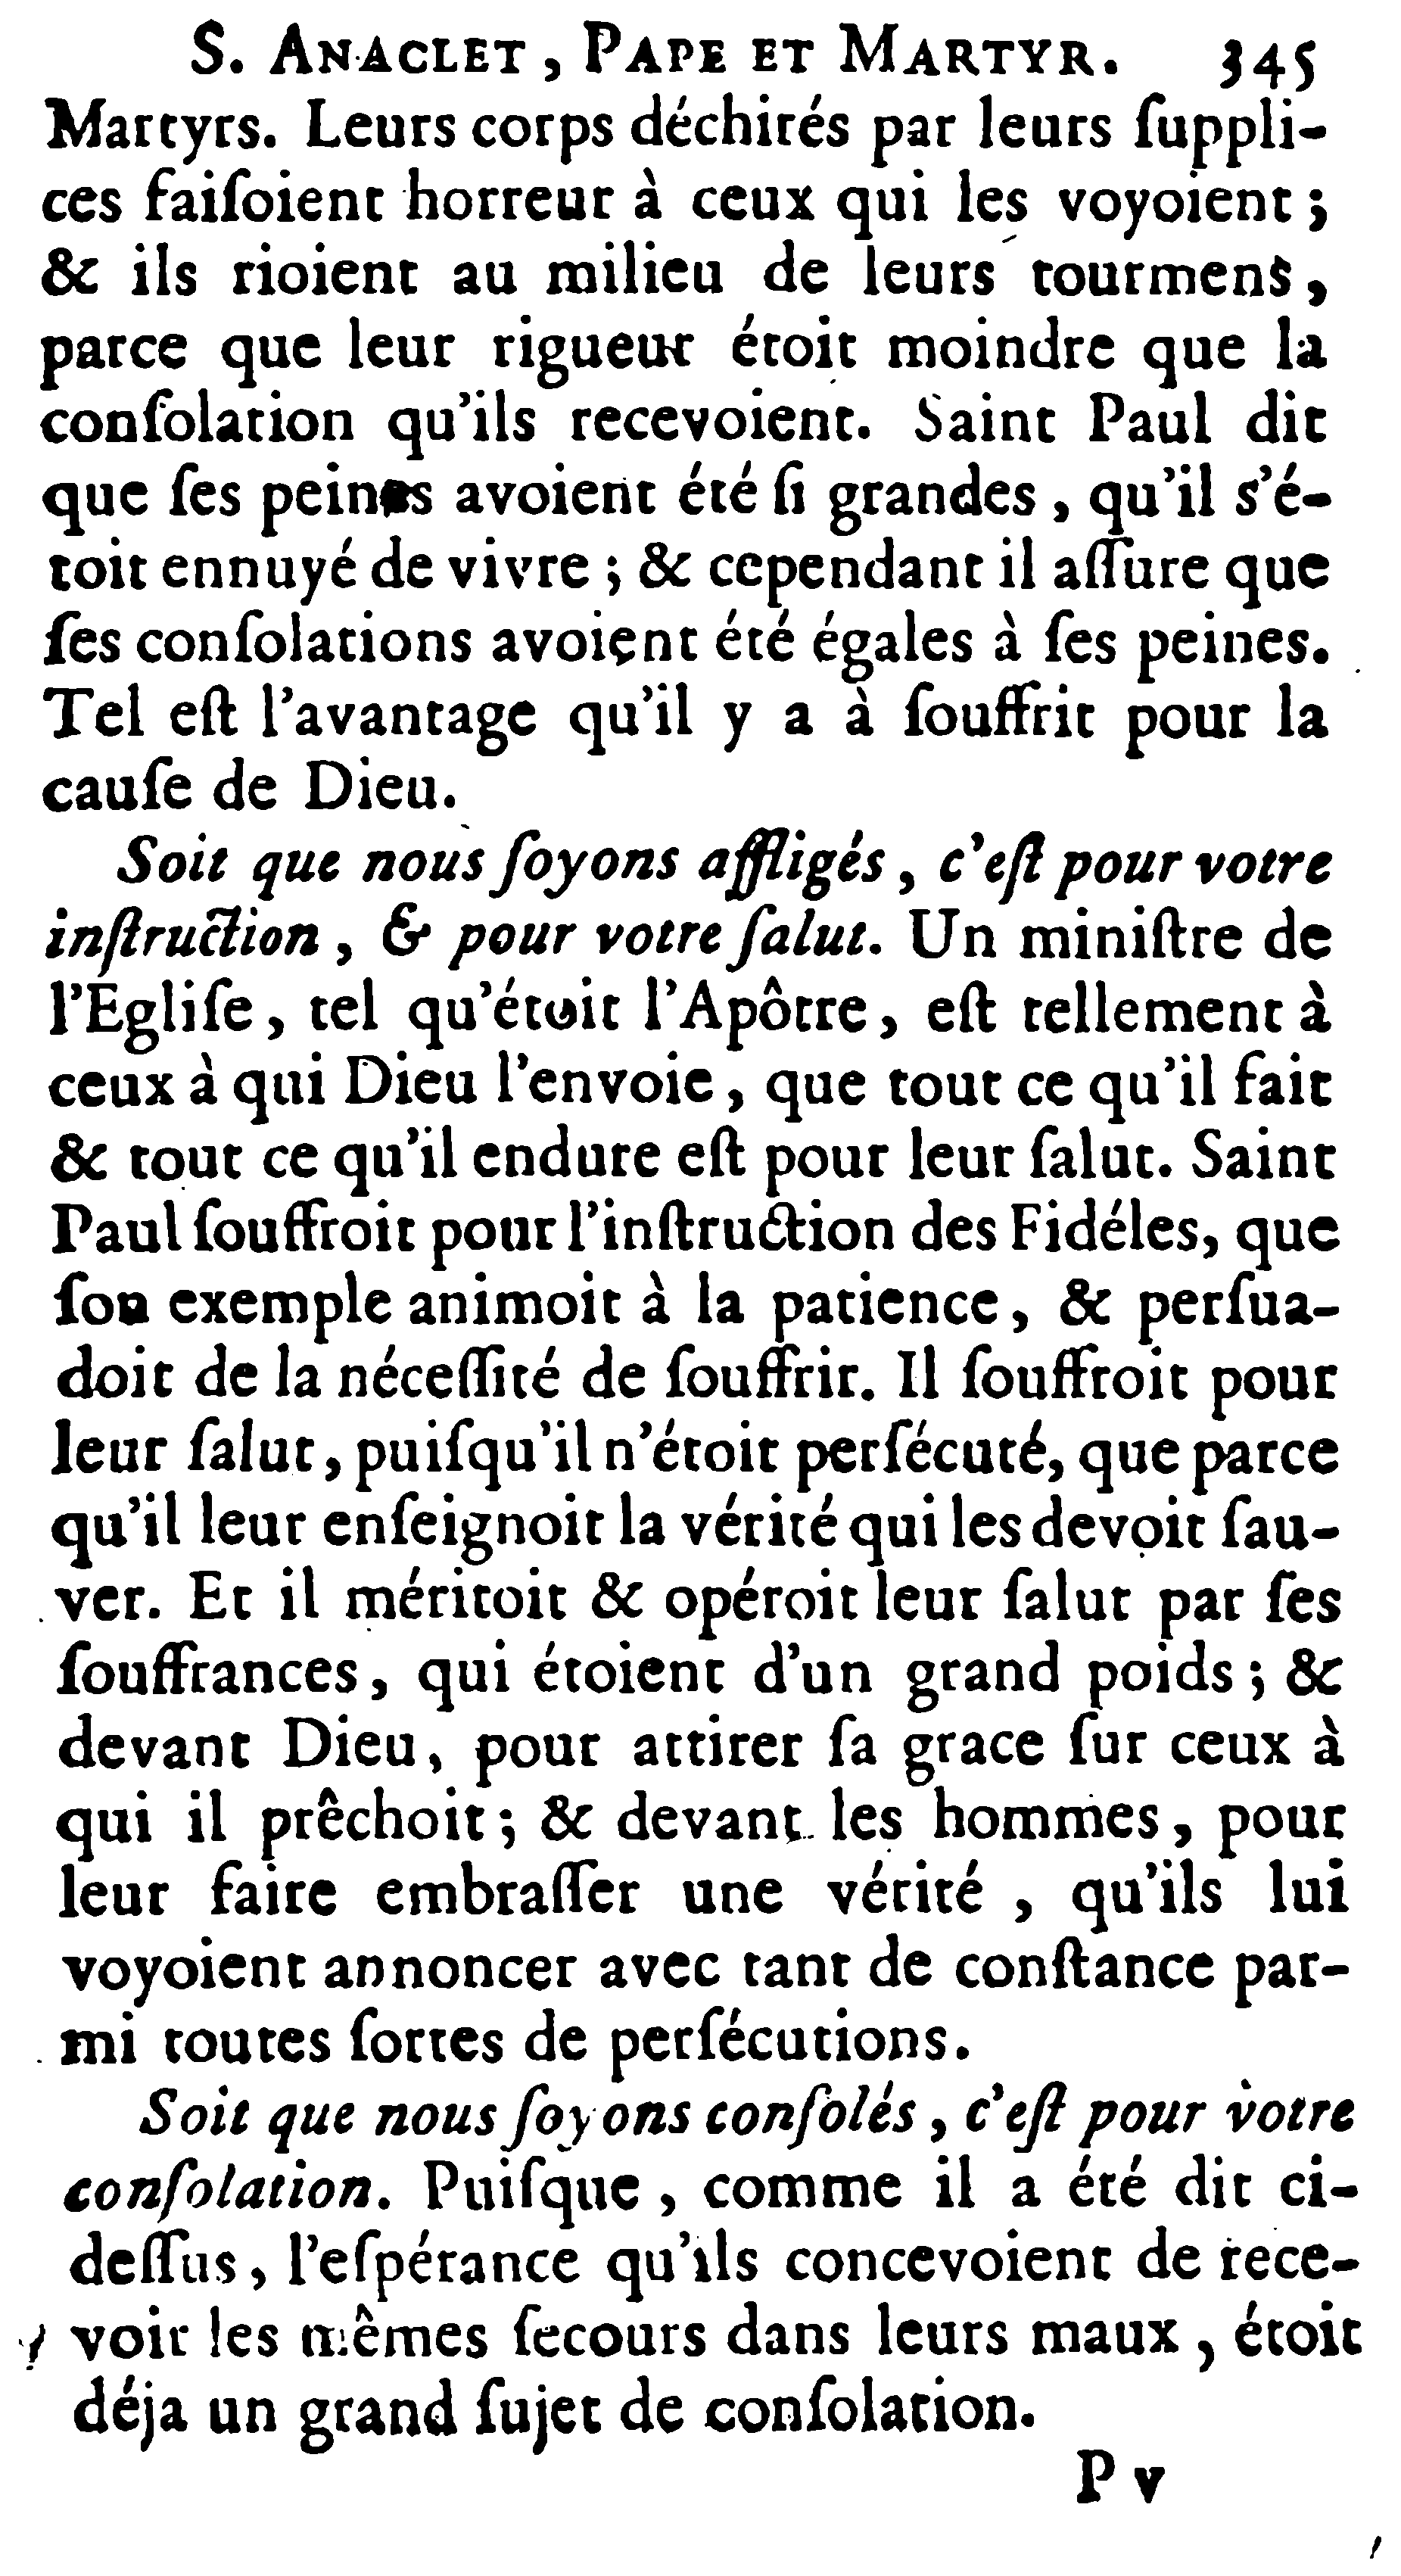 S. ANACLET, PAPE ET MARTYR. 345
Martyrs. Leurs corps déchirés par leurs ſuppli-
ces faiſoient horreur à ceux qui les voyoient ;
& ils rioient au milieu de leurs tourmens,
parce que leur rigueur étoit moindre que la
conſolation qu'ils recevoient. Saint Paul dit
que ſes peines avoient été ſi grandes, qu'il s'é-
toit ennuyé de vivre ; & cependant il aſſure que
ſes conſolations avoient été égales à ſes peines.
Tel eſt l'avantage qu'il y a à ſouffrir pour la
cauſe de Dieu.
Soit que nous ſoyons affligés, c'eſt pour votre
inſtruction, & pour votre ſalut. Un miniſtre de
l'Egliſe, tel qu'étoit l'Apôtre, eſt tellement à
ceux à qui Dieu l'envoie, que tout ce qu'il fait
& tout ce qu'il endure eſt pour leur ſalut. Saint
Paul ſouffroit pour l'inſtruction des Fidéles, que
ſon exemple animoit à la patience, & perſua-
doit de la néceſſité de ſouffrir. Il ſouffroit pour
leur ſalut, puiſqu'il n'étoit perſécuté, que parce
qu'il leur enſeignoit la vérité qui les devoit ſau-
ver. Et il méritoit & opéroit leur ſalut par ſes
ſouffrances, qui étoient d'un grand poids ; &
devant Dieu, pour attirer ſa grace ſur ceux à
qui il prêchoit ; & devant les hommes, pour
leur faire embraſſer une vérité , qu'ils lui
voyoient annoncer avec tant de conſtance par-
mi toutes ſortes de perſécutions.
Soit que nous ſoyons conſolés, c'eſt pour votre
conſolation. Puiſque, comme il a été dit ci-
deſſus, l'eſpérance qu'ils concevoient de rece-
voir les mêmes ſecours dans leurs maux, étoit
déja un grand ſujet de conſolation.
P v